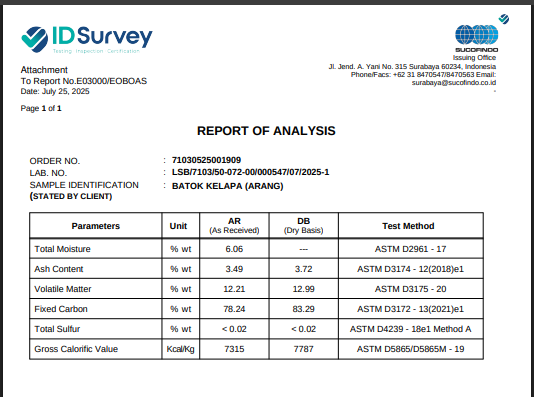 IDSurvey
Testing Inspection Certification
SUCOFINDO
Issuing Office
Jl. Jend. A. Yani No. 315 Surabaya 60234, Indonesia
Phone/Facs: +62 31 8470547/8470563 Email:
surabaya@sucofindo.co.id
-
Attachment
To Report No.E03000/EOBOAS
Date: July 25, 2025
Page 1 of 1
REPORT OF ANALYSIS
ORDER NO. : 71030525001909
LAB. NO. : LSB/7103/50-072-00/000547/07/2025-1
SAMPLE IDENTIFICATION : BATOK KELAPA (ARANG)
(STATED BY CLIENT)
Parameters Unit AR (As Received) DB (Dry Basis) Test Method
Total Moisture % wt 6.06 --- ASTM D2961 - 17
Ash Content % wt 3.49 3.72 ASTM D3174 - 12(2018)e1
Volatile Matter % wt 12.21 12.99 ASTM D3175 - 20
Fixed Carbon % wt 78.24 83.29 ASTM D3172 - 13(2021)e1
Total Sulfur % wt < 0.02 < 0.02 ASTM D4239 - 18e1 Method A
Gross Calorific Value Kcal/Kg 7315 7787 ASTM D5865/D5865M - 19